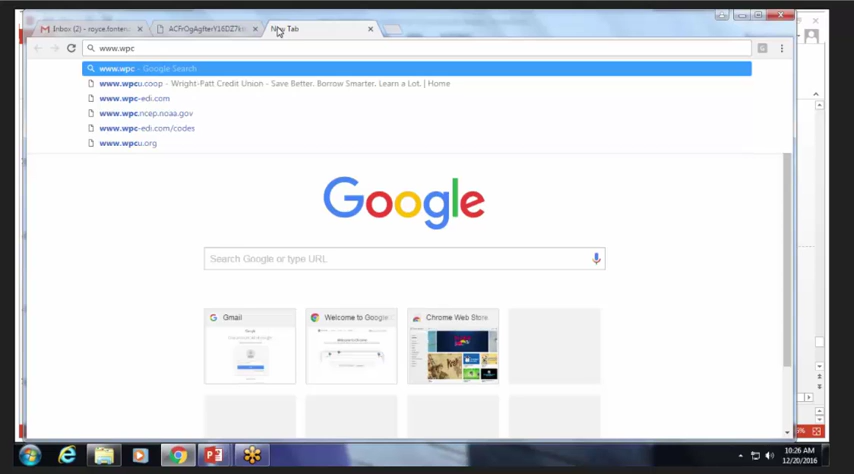 Inbox (2) - royce.fontena
New Tab
www.wpc
www.wpc - Google Search
www.wpcu.coop - Wright-Patt Credit Union - Save Better. Borrow Smarter. Learn a Lot. | Home
www.wpc-edi.com
www.wpc.ncep.noaa.gov
www.wpc-edi.com/codes
www.wpcu.org
Google
Search Google or type URL
Gmail
Welcome to Google
Chrome Web Store
10:26 AM
12/20/2016